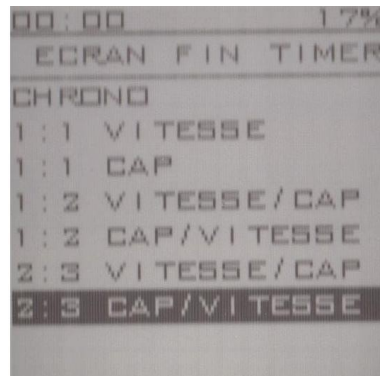 00:00 17%
ECRAN FIN TIMER
CHRONO
1:1 VITESSE
1:1 CAP
1:2 VITESSE/CAP
1:2 CAP/VITESSE
2:3 VITESSE/CAP
2:3 CAP/VITESSE